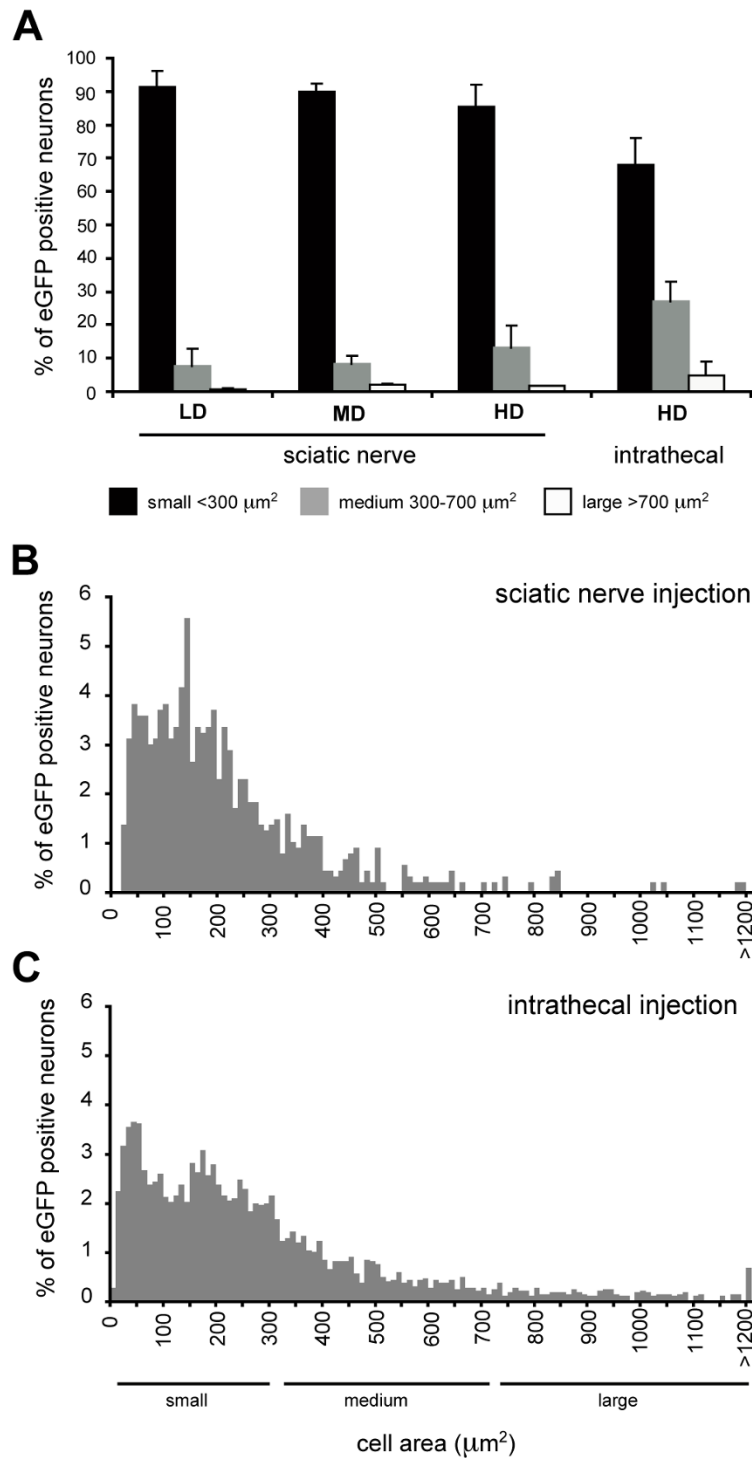 A
% of eGFP positive neurons
100
90
80
70
60
50
40
30
20
10
0
LD MD HD HD
sciatic nerve intrathecal
small <300 μm² medium 300-700 μm² large >700 μm²
B
sciatic nerve injection
% of eGFP positive neurons
6
5
4
3
2
1
0
0 100 200 300 400 500 600 700 800 900 1000 1100 >1200
C
intrathecal injection
% of eGFP positive neurons
6
5
4
3
2
1
0
0 100 200 300 400 500 600 700 800 900 1000 1100 >1200
small medium large
cell area (μm²)